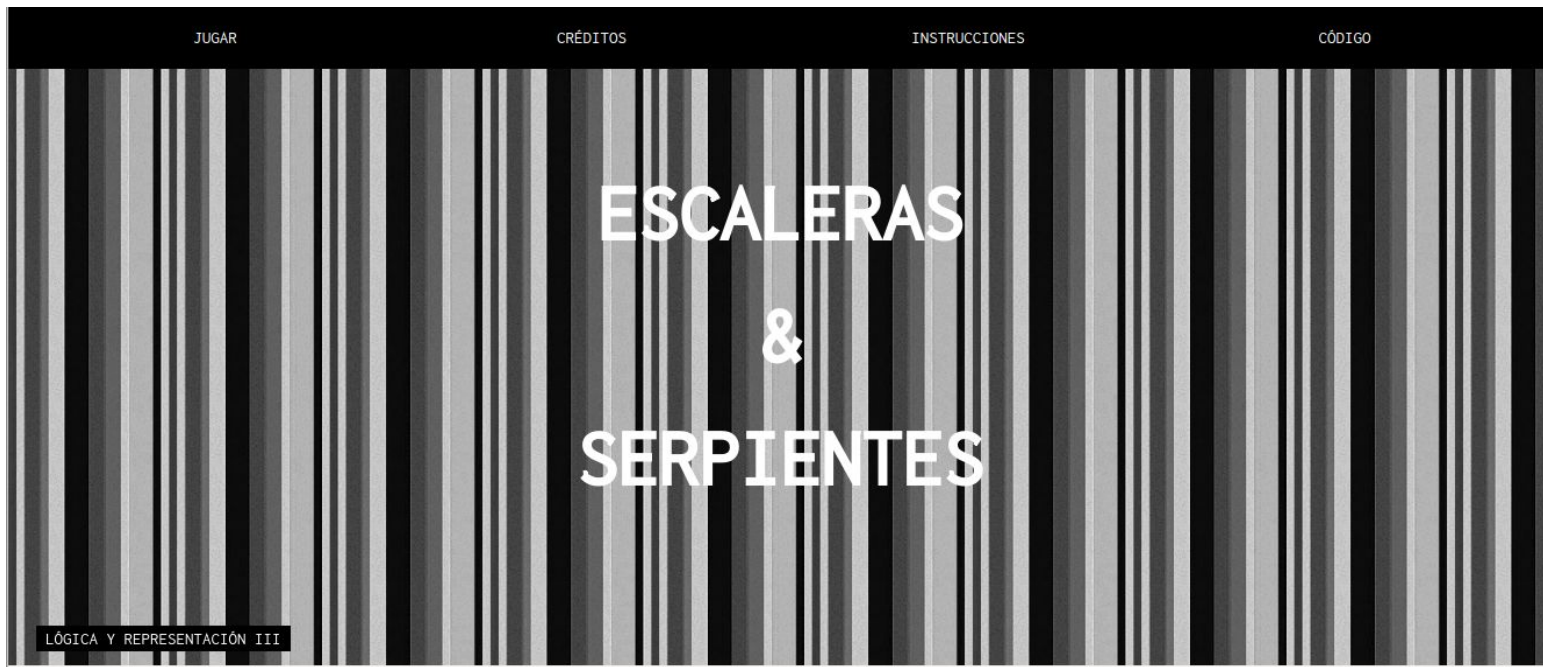 JUGAR CRÉDITOS INSTRUCCIONES CÓDIGO
ESCALERAS
&
SERPIENTES
LÓGICA Y REPRESENTACIÓN III